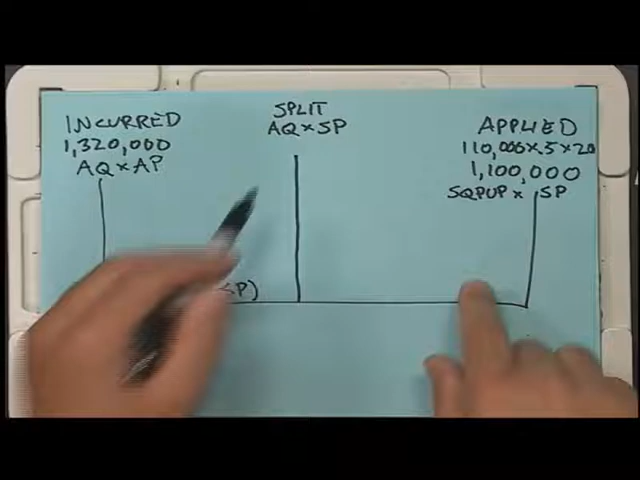 INCURRED
1,320,000
AQ×AP
SPLIT
AQ×SP
APPLIED
110,000×.5×20
1,100,000
SQPUP× SP
SP)